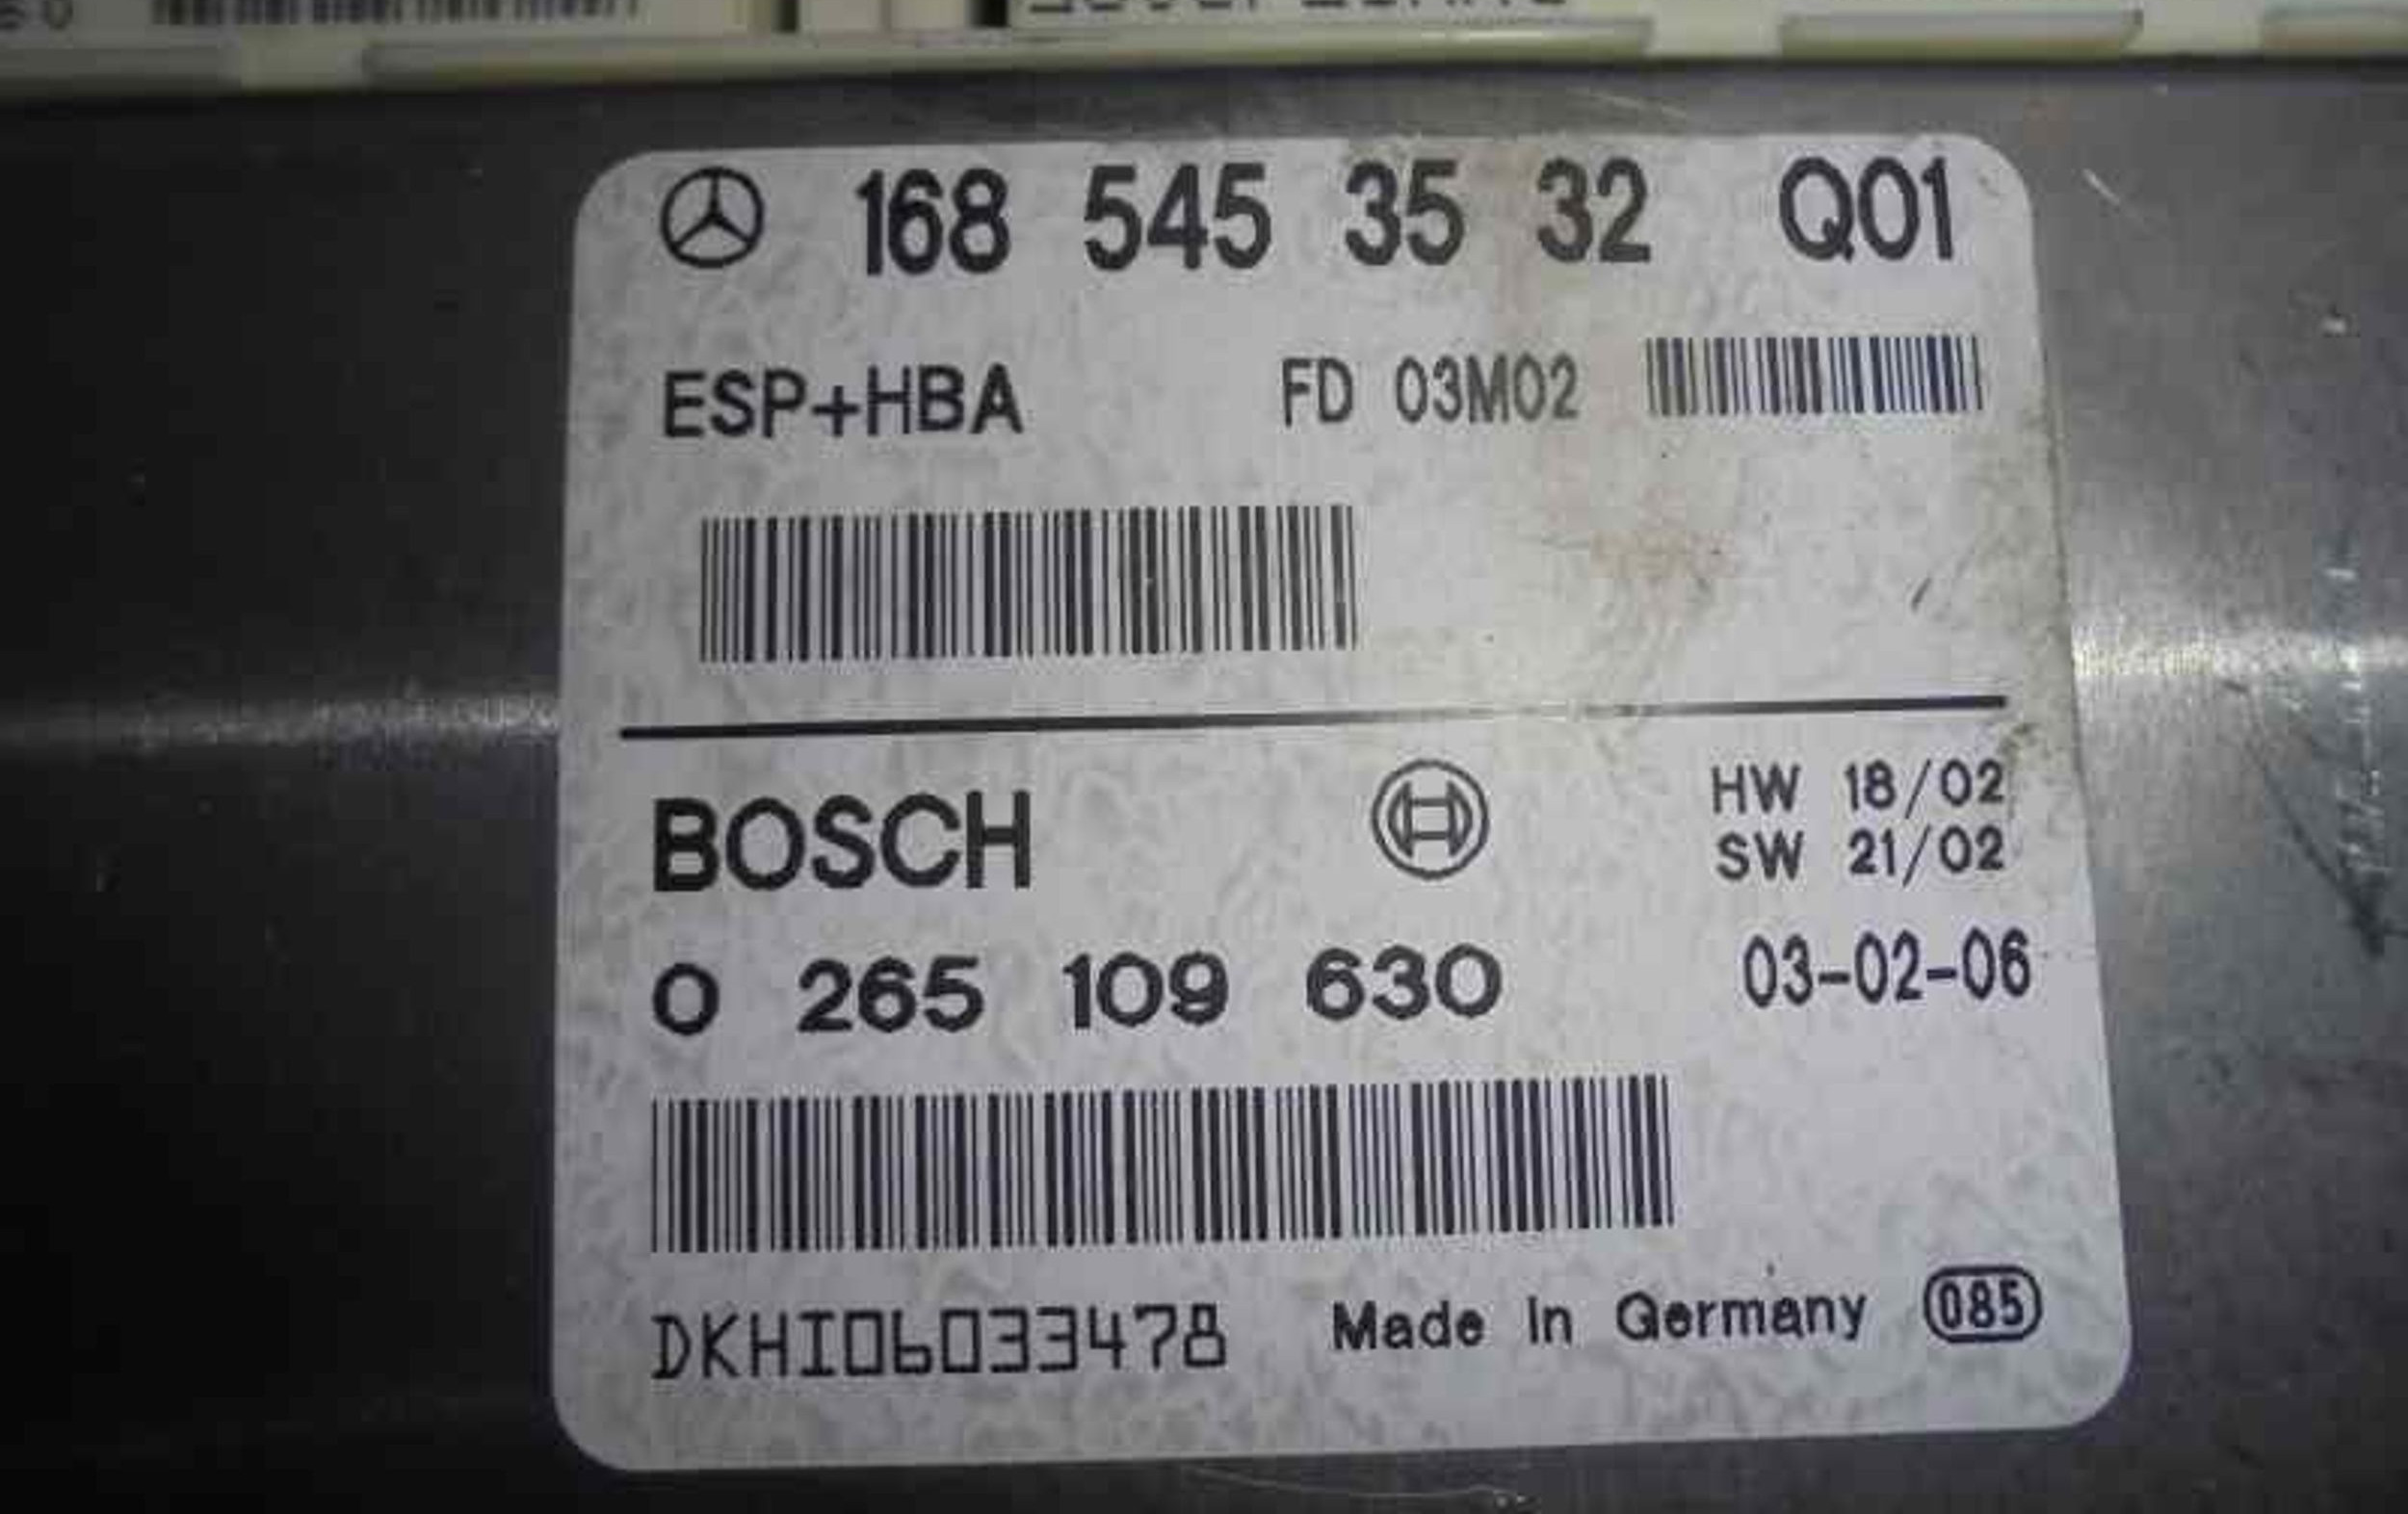 168 545 35 32 Q01
ESP+HBA FD 03M02
BOSCH HW 18/02
SW 21/02
0 265 109 630 03-02-06
DKHI06033478 Made in Germany 085